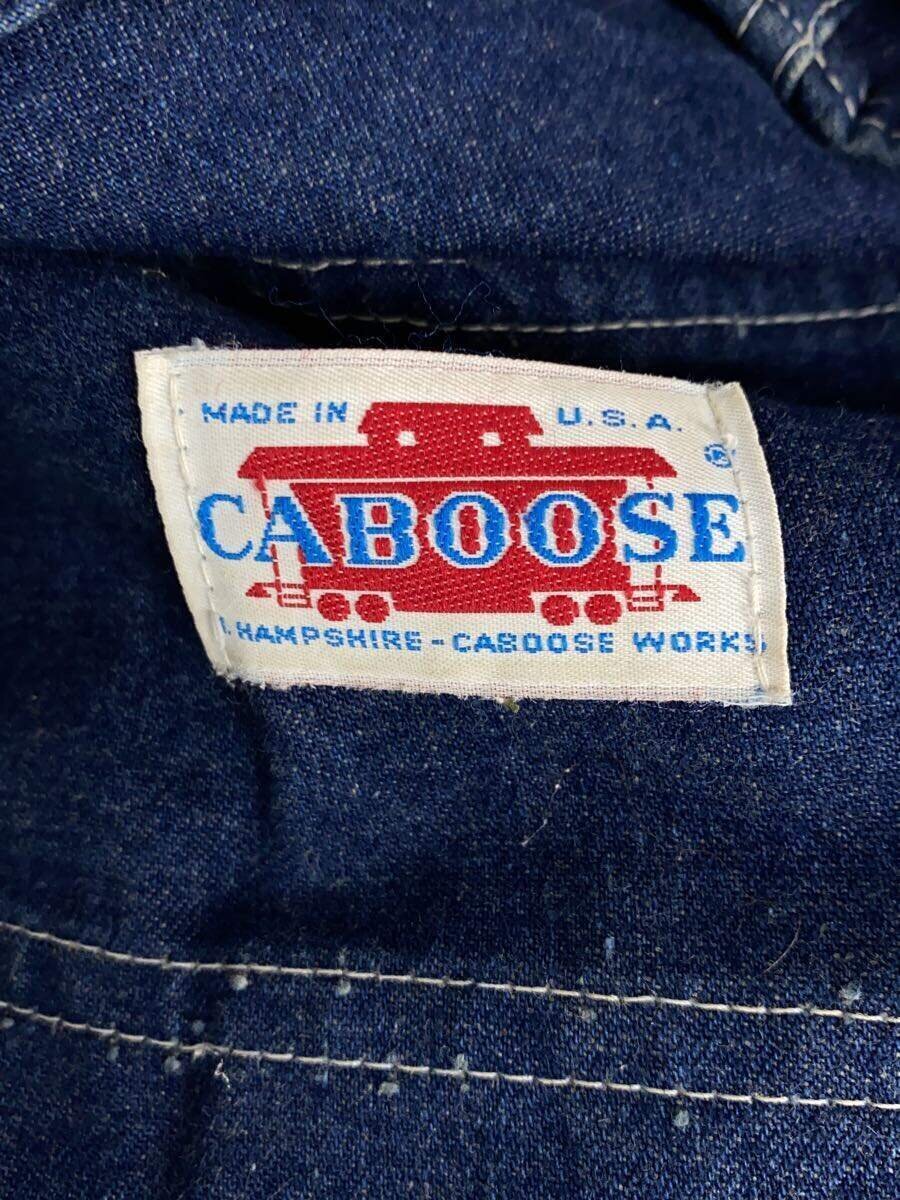 MADE IN U.S.A.
®
CABOOSE
. HAMPSHIRE - CABOOSE WORKS